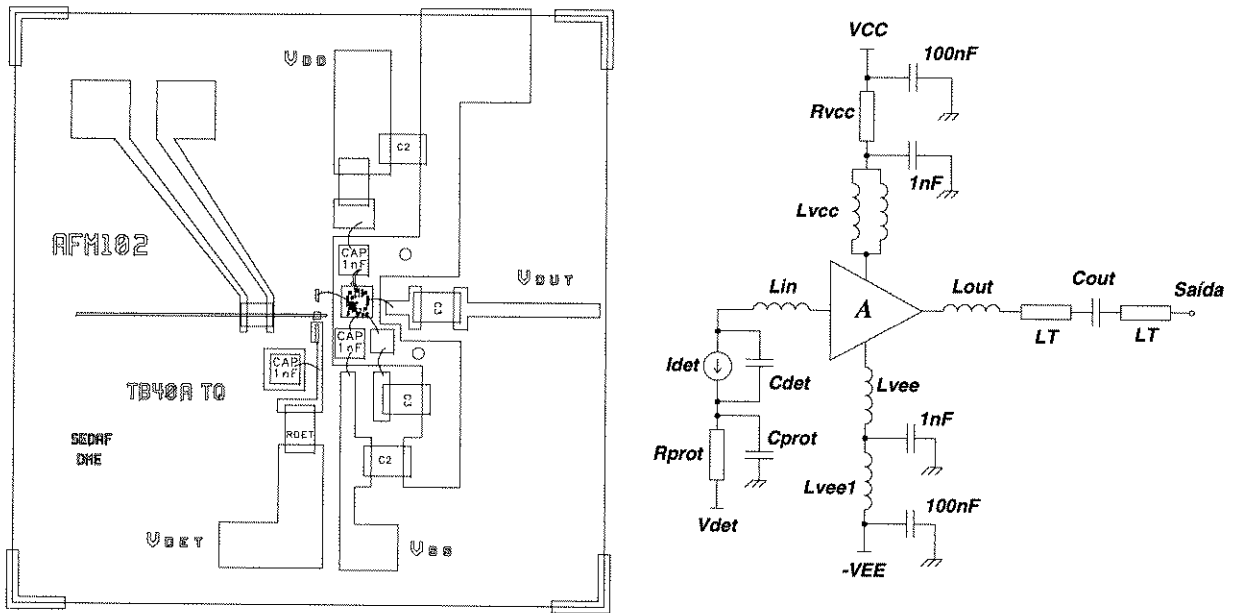 VDD
C2
AFM102
CAP
1nF
VOUT
CAP
1nF
CAP
1nF
TB40A TQ
RDET
SEDAF
DME
C2
VDET
VSS
VCC
100nF
Rvcc
1nF
Lvcc
Lin
A
Lout
Cout
Saída
LT
LT
Idet
Cdet
Lvee
Cprot
Rprot
1nF
Lvee1
Vdet
100nF
-VEE